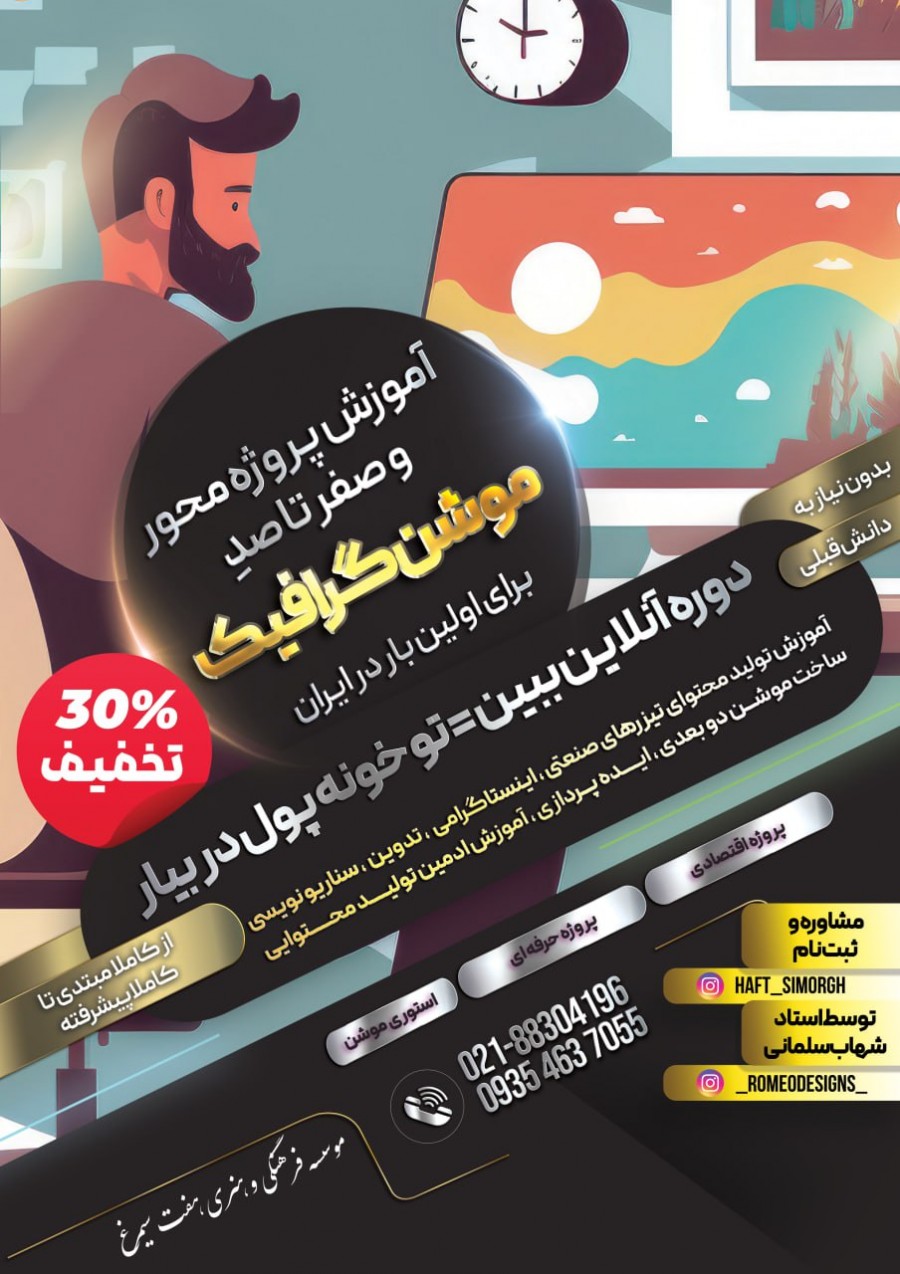 آموزش پروژه محور
و صفر تا صدِ
موشن گرافیک
برای اولین بار در ایران
بدون نیاز به
دانش قبلی
30%
تخفیف
دوره آنلاین ببین=تو خونه پول در بیار
آموزش تولید محتوای تیزرهای صنعتی ، اینستاگرامی ، تدوین ، سناریو نویسی
ساخت موشن دو بعدی ، ایده پردازی ، آموزش ادمین تولید محتوایی
از کاملا مبتدی تا
کاملا پیشرفته
پروژه اقتصادی
پروژه حرفه ای
استوری موشن
مشاوره و
ثبت نام
HAFT_SIMORGH
توسط استاد
شهاب سلمانی
_ROMEODESIGNS_
021-88304196
0935 463 7055
موسسه فرهنگی و هنری هفت سیمرغ